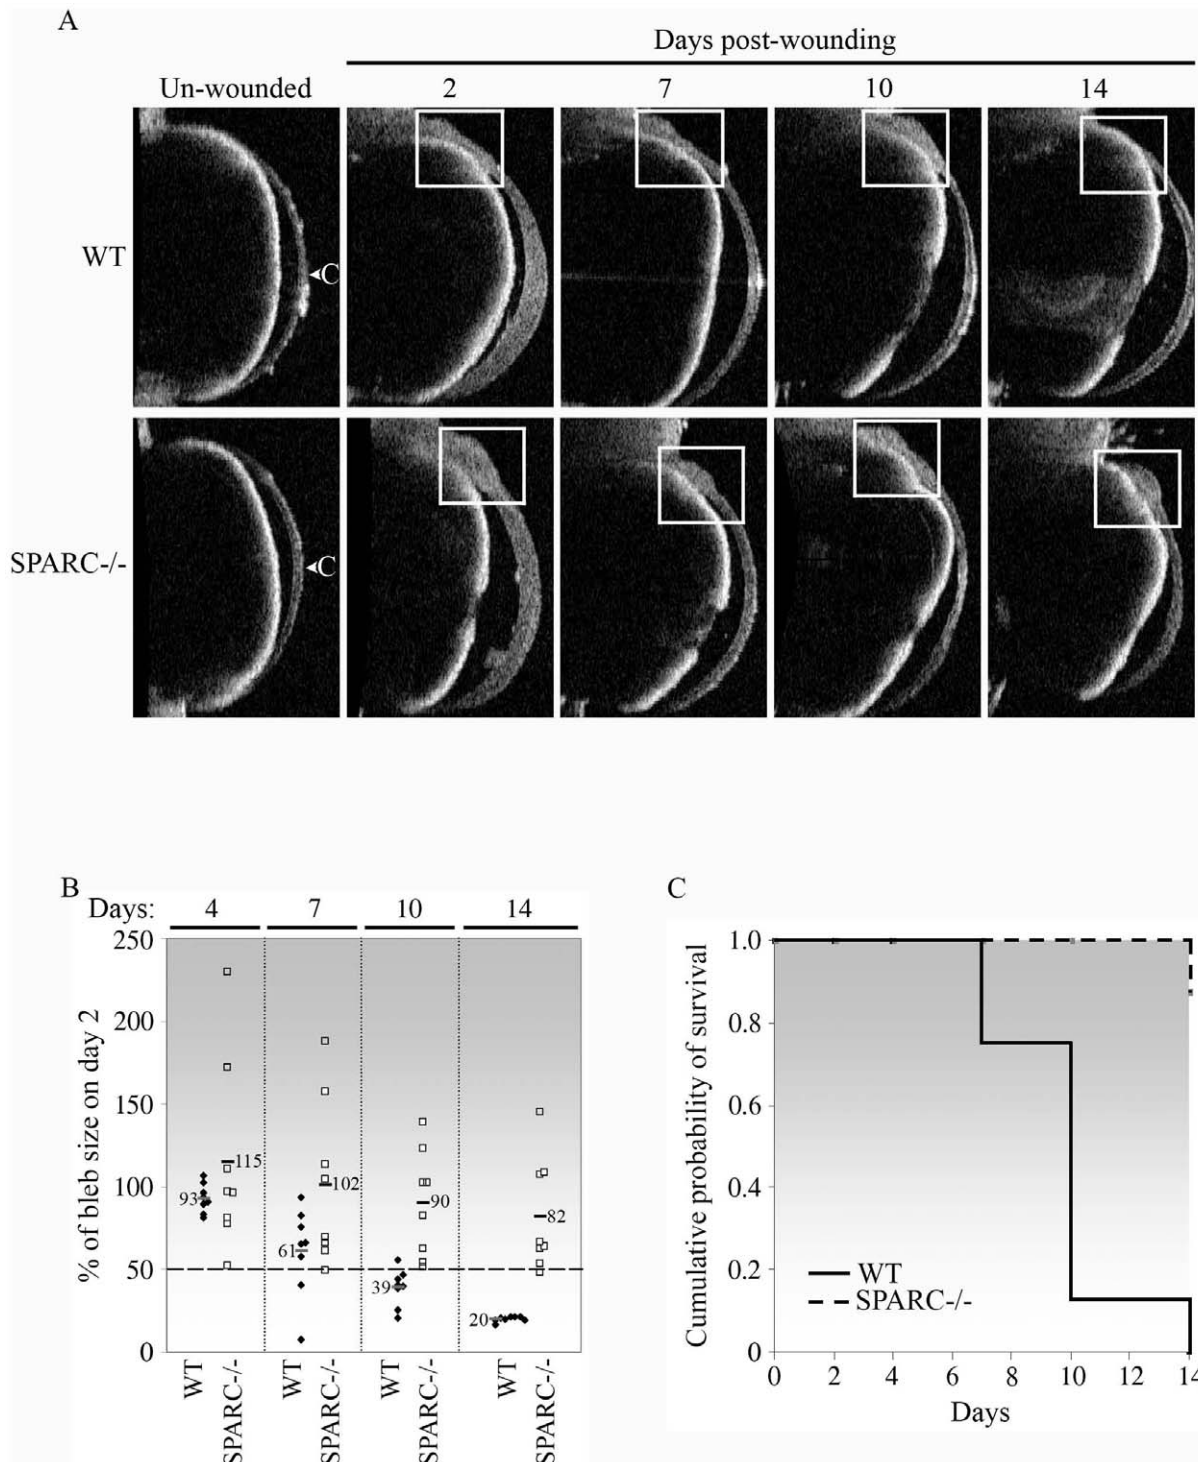 A
Days post-wounding
Un-wounded 2 7 10 14
WT
C
SPARC-/-
C
B
Days: 4 7 10 14
% of bleb size on day 2
250
200
150
100
50
0
93
115
61
102
39
90
20
82
WT SPARC-/- WT SPARC-/- WT SPARC-/- WT SPARC-/-
C
Cumulative probability of survival
1.0
0.8
0.6
0.4
0.2
0
WT
SPARC-/-
0 2 4 6 8 10 12 14
Days